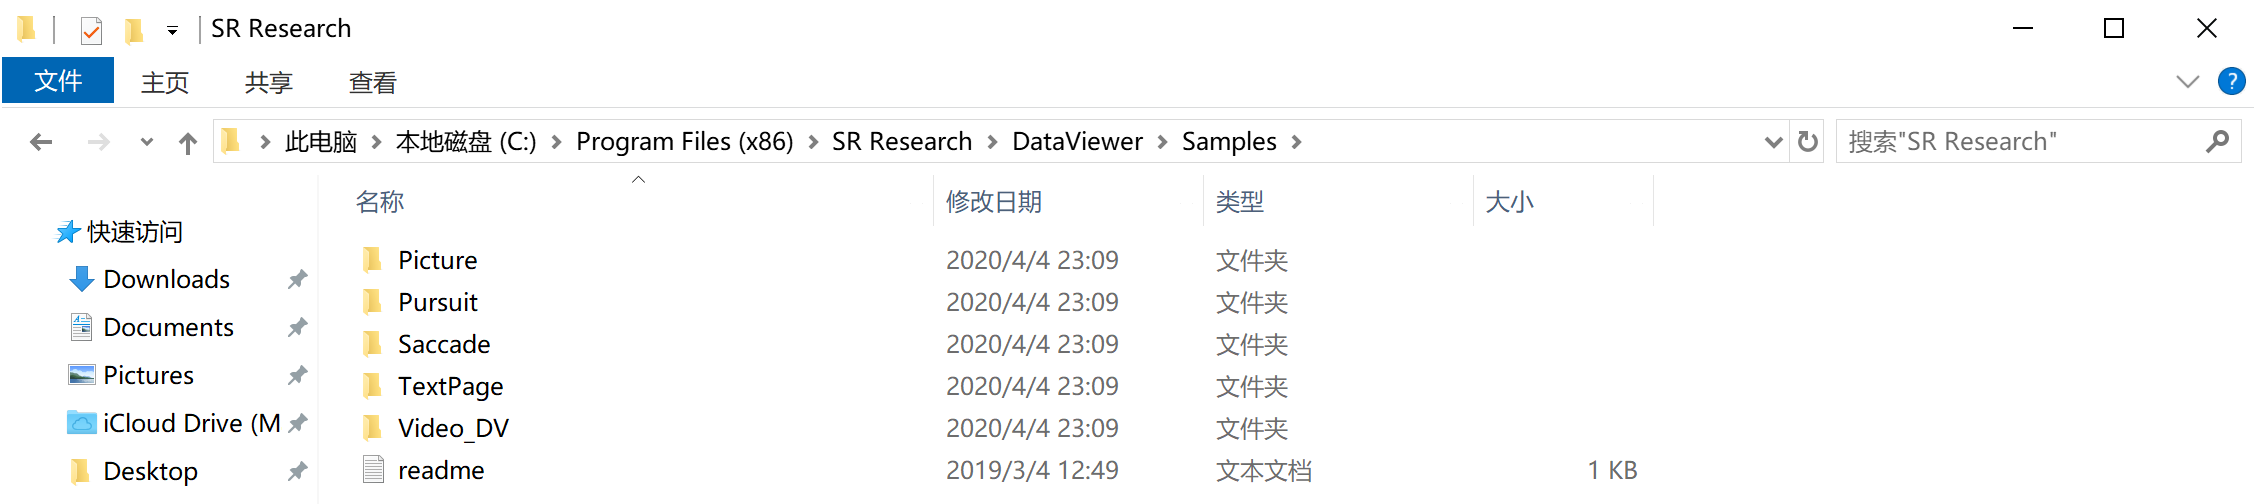 SR Research
文件 主页 共享 查看
此电脑 本地磁盘 (C:) Program Files (x86) SR Research DataViewer Samples 搜索"SR Research"
名称 修改日期 类型 大小
快速访问
Downloads
Documents
Pictures
iCloud Drive (M
Desktop
Picture 2020/4/4 23:09 文件夹
Pursuit 2020/4/4 23:09 文件夹
Saccade 2020/4/4 23:09 文件夹
TextPage 2020/4/4 23:09 文件夹
Video_DV 2020/4/4 23:09 文件夹
readme 2019/3/4 12:49 文本文档 1 KB